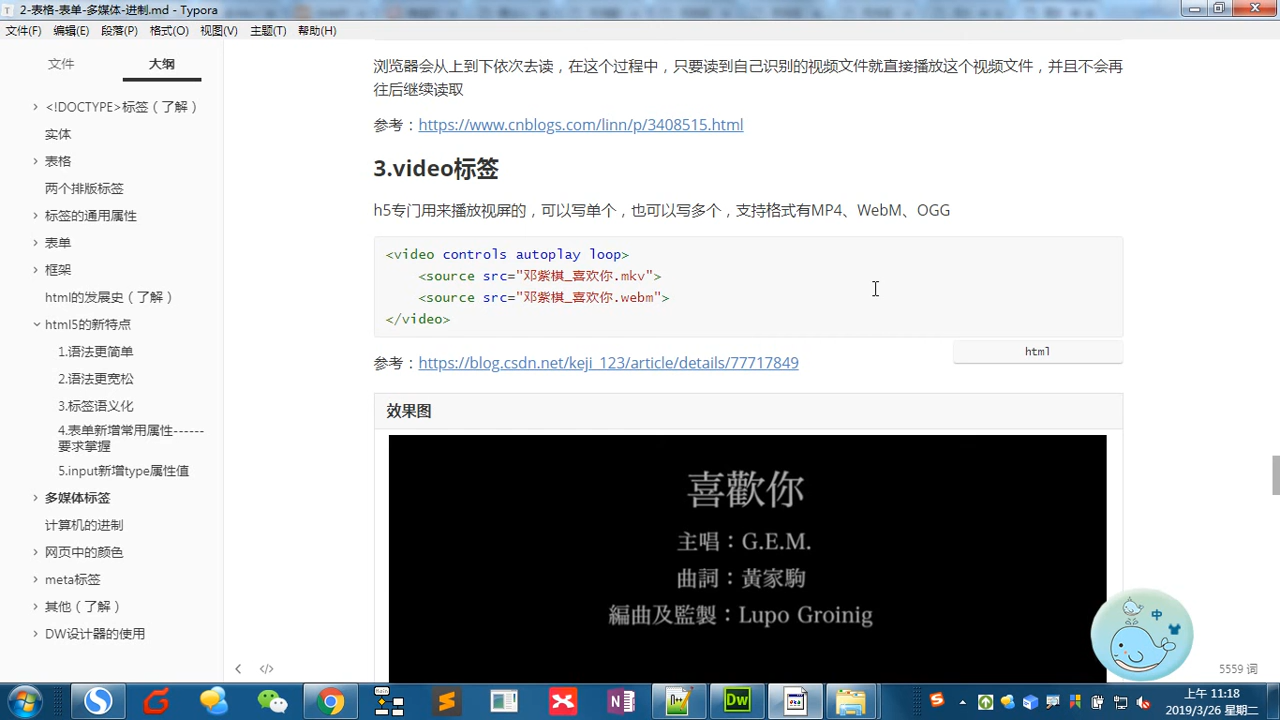 2-表格-表单-多媒体-进制.md - Typora
文件(F) 编辑(E) 段落(P) 格式(O) 视图(V) 主题(T) 帮助(H)
文件 大纲
<!DOCTYPE>标签（了解）
实体
表格
两个排版标签
标签的通用属性
表单
框架
html的发展史（了解）
html5的新特点
1.语法更简单
2.语法更宽松
3.标签语义化
4.表单新增常用属性------
要求掌握
5.input新增type属性值
多媒体标签
计算机的进制
网页中的颜色
meta标签
其他（了解）
DW设计器的使用
浏览器会从上到下依次去读，在这个过程中，只要读到自己识别的视频文件就直接播放这个视频文件，并且不会再
往后继续读取
参考：https://www.cnblogs.com/linn/p/3408515.html
3.video标签
h5专门用来播放视屏的，可以写单个，也可以写多个，支持格式有MP4、WebM、OGG
<video controls autoplay loop>
<source src="邓紫棋_喜欢你.mkv">
<source src="邓紫棋_喜欢你.webm">
</video>
html
参考：https://blog.csdn.net/keji_123/article/details/77717849
效果图
喜歡你
主唱：G.E.M.
曲詞：黃家駒
編曲及監製：Lupo Groinig
中
</>
5559 词
Dw
上午 11:18
2019/3/26 星期二